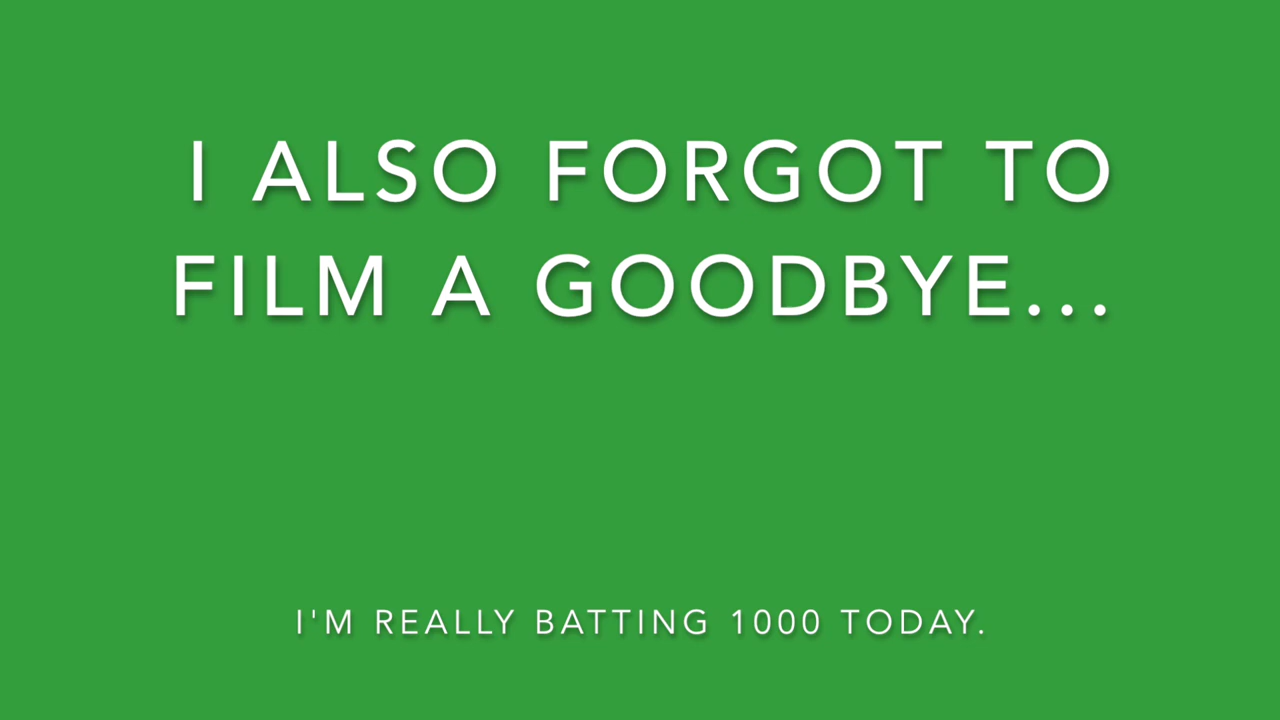 I ALSO FORGOT TO
FILM A GOODBYE...
I'M REALLY BATTING 1000 TODAY.